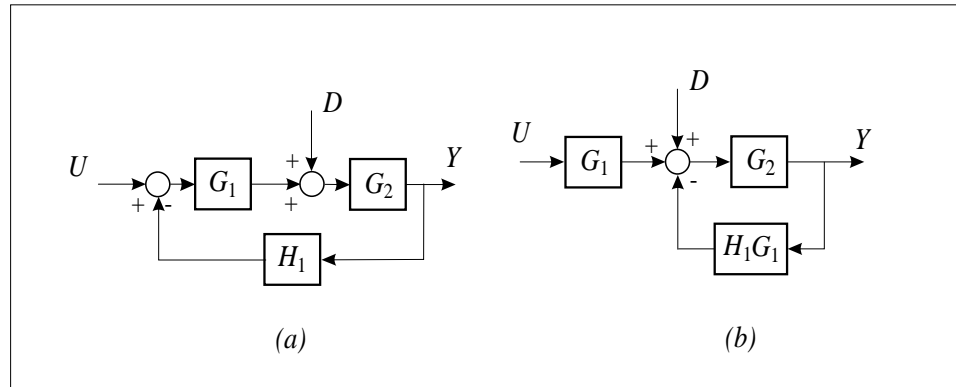 D
U
+
-
G₁
+
+
G₂
Y
H₁
(a)
D
U
G₁
+
+
-
G₂
Y
H₁G₁
(b)